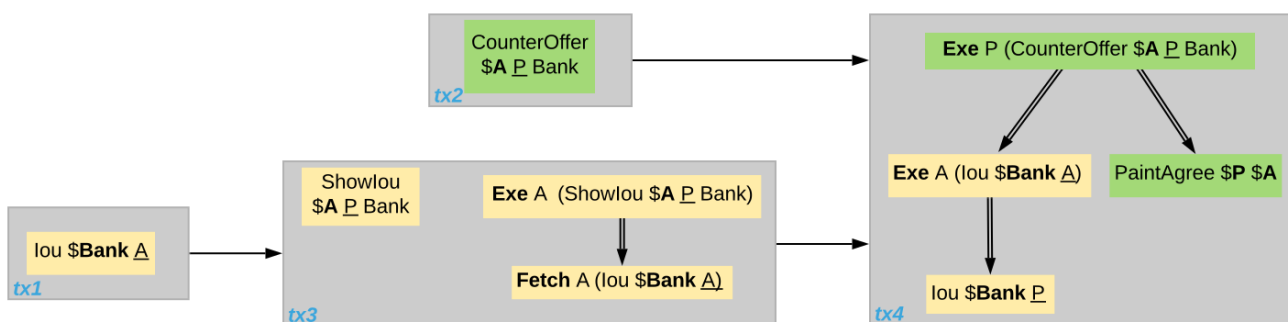 CounterOffer
$A P Bank
tx2
Exe P (CounterOffer $A P Bank)
Exe A (Iou $Bank A)
PaintAgree $P $A
Iou $Bank P
tx4
ShowIou
$A P Bank
Exe A (ShowIou $A P Bank)
Fetch A (Iou $Bank A)
tx3
Iou $Bank A
tx1